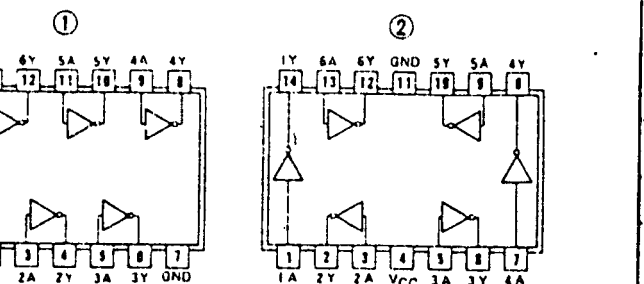 ① ②
6Y 5A 5Y 4A 4Y
12 11 10 9 8
3 4 5 6 7
2A 2Y 3A 3Y GND
1Y 6A 6Y GND 5Y 5A 4Y
14 13 12 11 10 9 8
1 2 3 4 5 6 7
1A 2Y 2A VCC 3A 3Y 4A